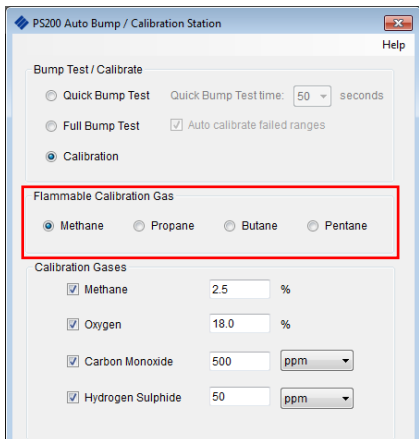 PS200 Auto Bump / Calibration Station
Help
Bump Test / Calibrate
Quick Bump Test Quick Bump Test time: 50 seconds
Full Bump Test Auto calibrate failed ranges
Calibration
Flammable Calibration Gas
Methane Propane Butane Pentane
Calibration Gases
Methane 2.5 %
Oxygen 18.0 %
Carbon Monoxide 500 ppm
Hydrogen Sulphide 50 ppm